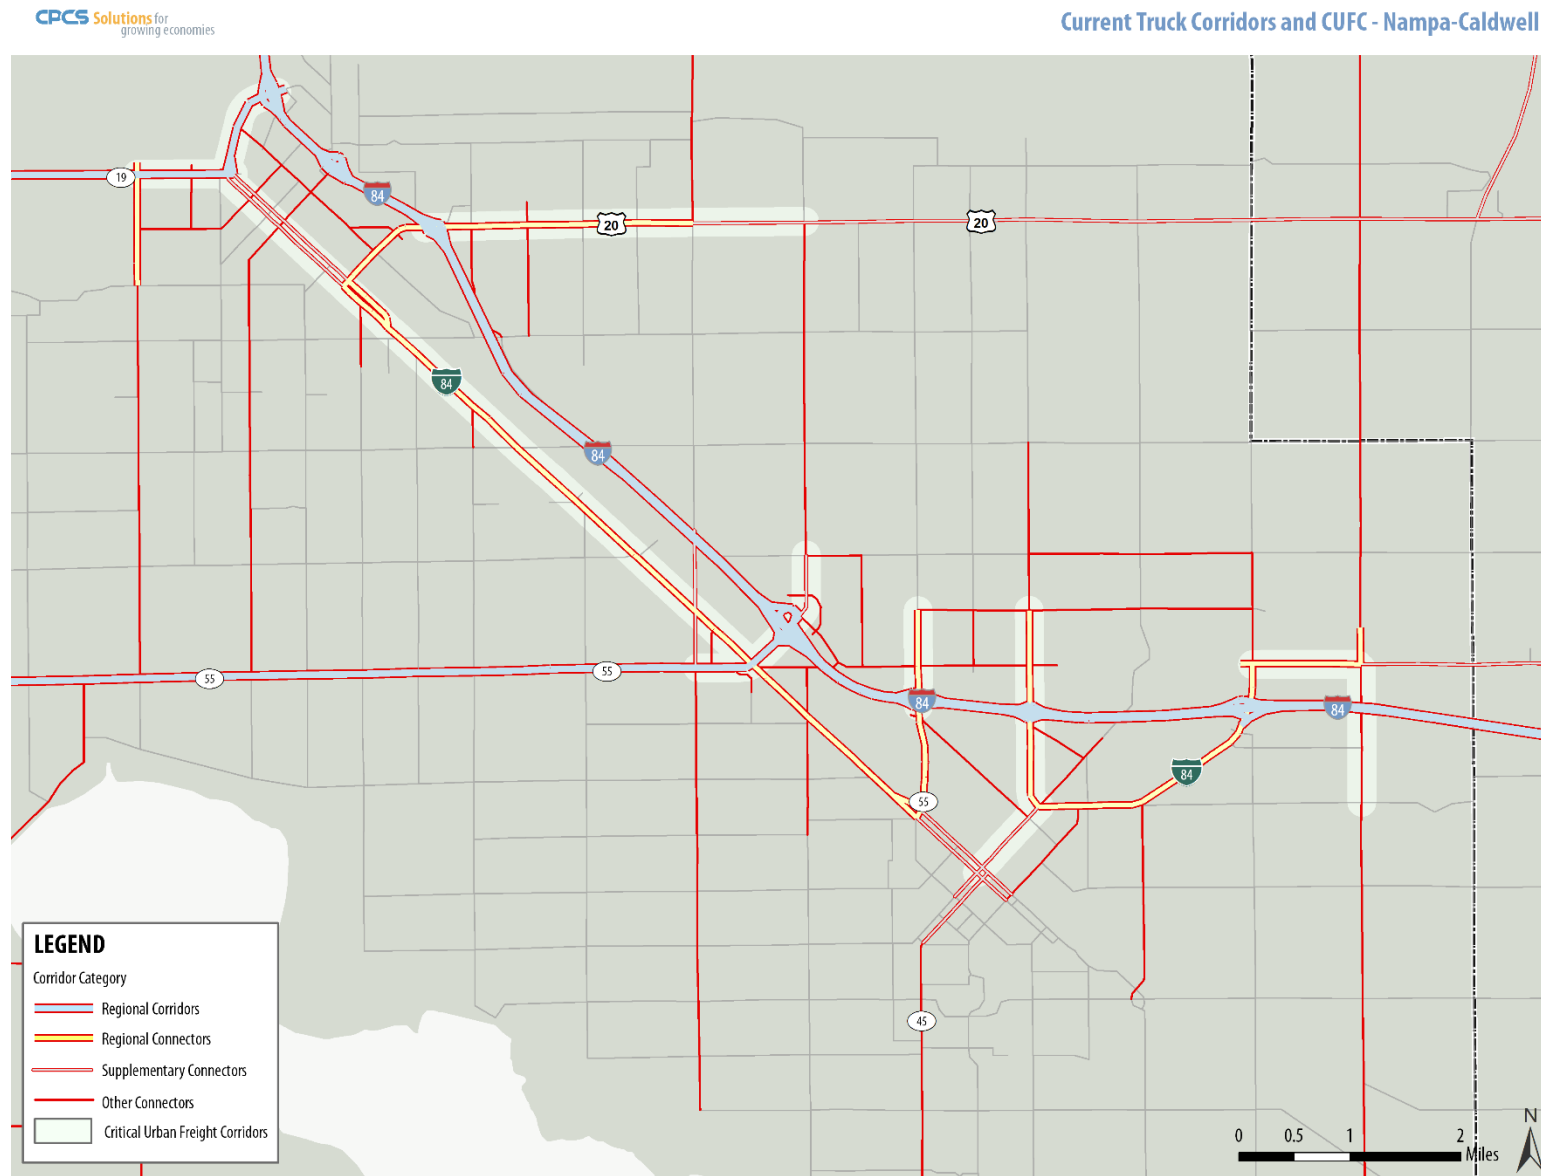 CPCS Solutions for
growing economies
Current Truck Corridors and CUFC - Nampa-Caldwell
19
84
20
20
84
84
55
55
84
84
84
55
45
LEGEND
Corridor Category
Regional Corridors
Regional Connectors
Supplementary Connectors
Other Connectors
Critical Urban Freight Corridors
N
0 0.5 1 2
Miles